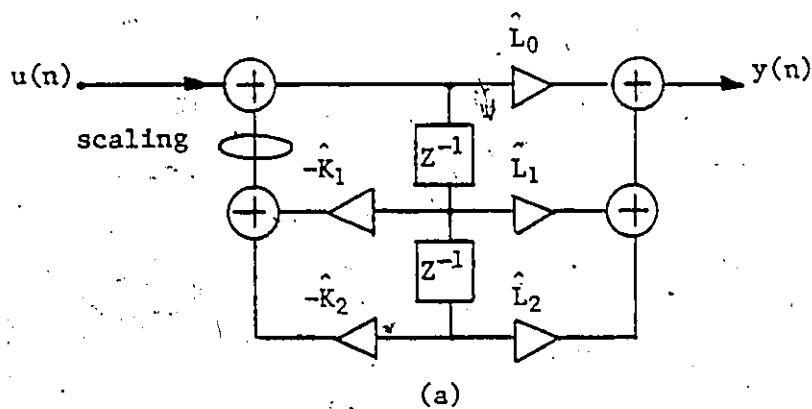 L̂₀
u(n) + + y(n)
scaling
Z⁻¹
-K̂₁ L̃₁
+ +
Z⁻¹
-K̂₂ L̂₂
(a)